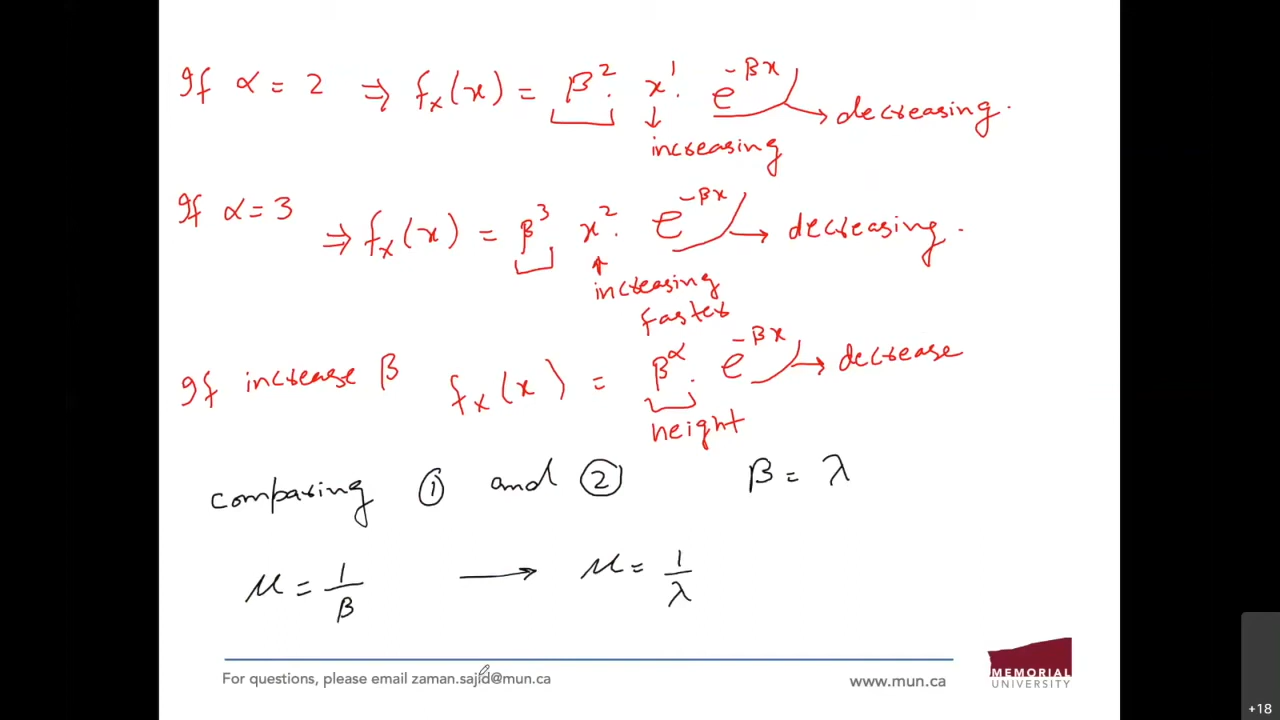 If α = 2 ⇒ fₓ(x) = β². x¹. e^{-βx} → decreasing.
↓ increasing
If α = 3 ⇒ fₓ(x) = β³ x². e^{-βx} → decreasing.
↑ increasing
faster
If increase β fₓ(x) = β^α. e^{-βx} → decrease
height
comparing ① and ② β = λ
μ = 1/β → μ = 1/λ
For questions, please email zaman.sajid@mun.ca
www.mun.ca
MEMORIAL
UNIVERSITY
+18